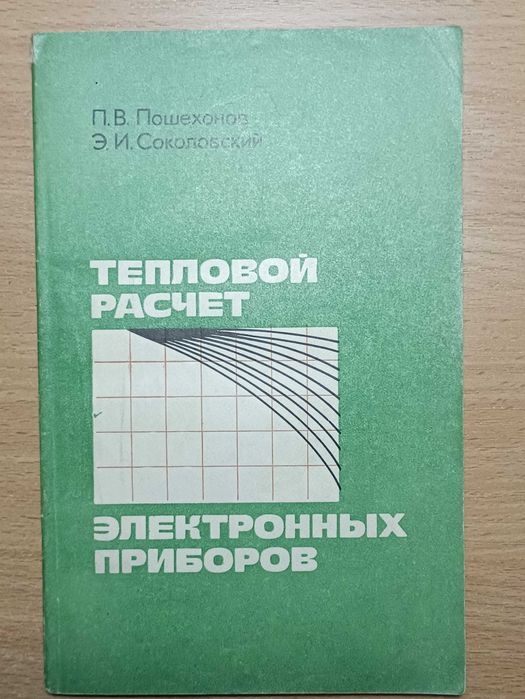 П.В. Пошехонов
Э.И. Соколовский
ТЕПЛОВОЙ
РАСЧЕТ
ЭЛЕКТРОННЫХ
ПРИБОРОВ